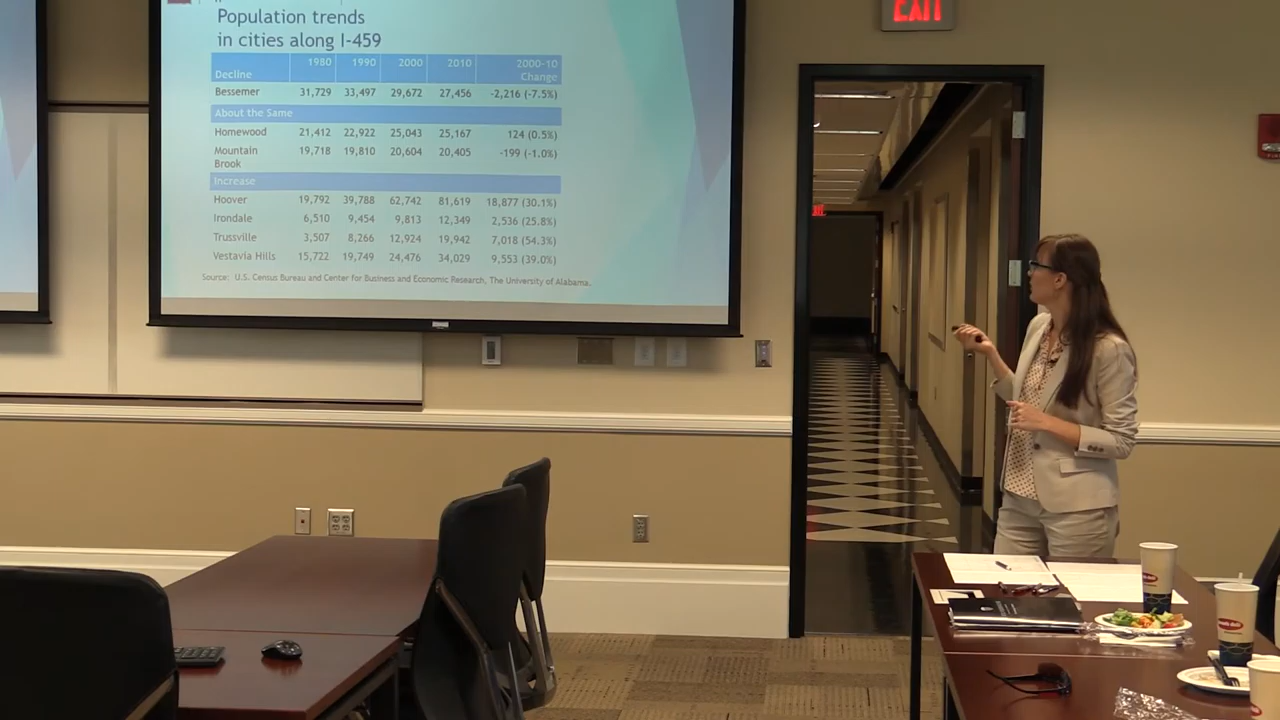 EXIT
Population trends
in cities along I-459
Decline 1980 1990 2000 2010 2000-10 Change
Bessemer 31,729 33,497 29,672 27,456 -2,216 (-7.5%)
About the Same
Homewood 21,412 22,922 25,043 25,167 124 (0.5%)
Mountain Brook 19,718 19,810 20,604 20,405 -199 (-1.0%)
Increase
Hoover 19,792 39,788 62,742 81,619 18,877 (30.1%)
Irondale 6,510 9,454 9,813 12,349 2,536 (25.8%)
Trussville 3,507 8,266 12,924 19,942 7,018 (54.3%)
Vestavia Hills 15,722 19,749 24,476 34,029 9,553 (39.0%)
Source: U.S. Census Bureau and Center for Business and Economic Research, The University of Alabama.